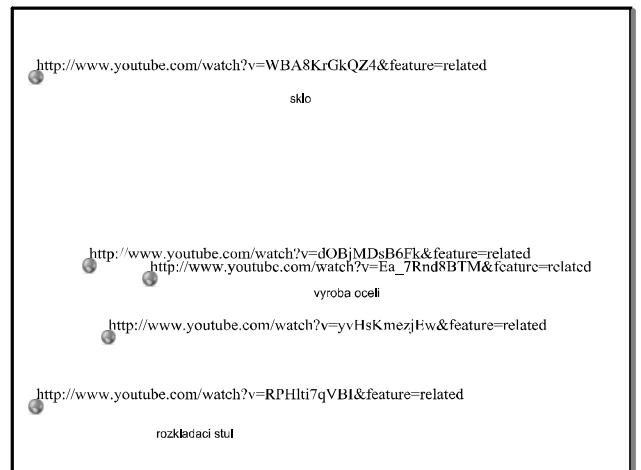 http://www.youtube.com/watch?v=WBA8KrGkQZ4&feature=related
sklo
http://www.youtube.com/watch?v=dOBjMDsB6Fk&feature=related
http://www.youtube.com/watch?v=Ea_7Rnd8BTM&feature=related
vyroba oceli
http://www.youtube.com/watch?v=yvHsKmezjEw&feature=related
http://www.youtube.com/watch?v=RPHlti7qVBI&feature=related
rozkladaci stul